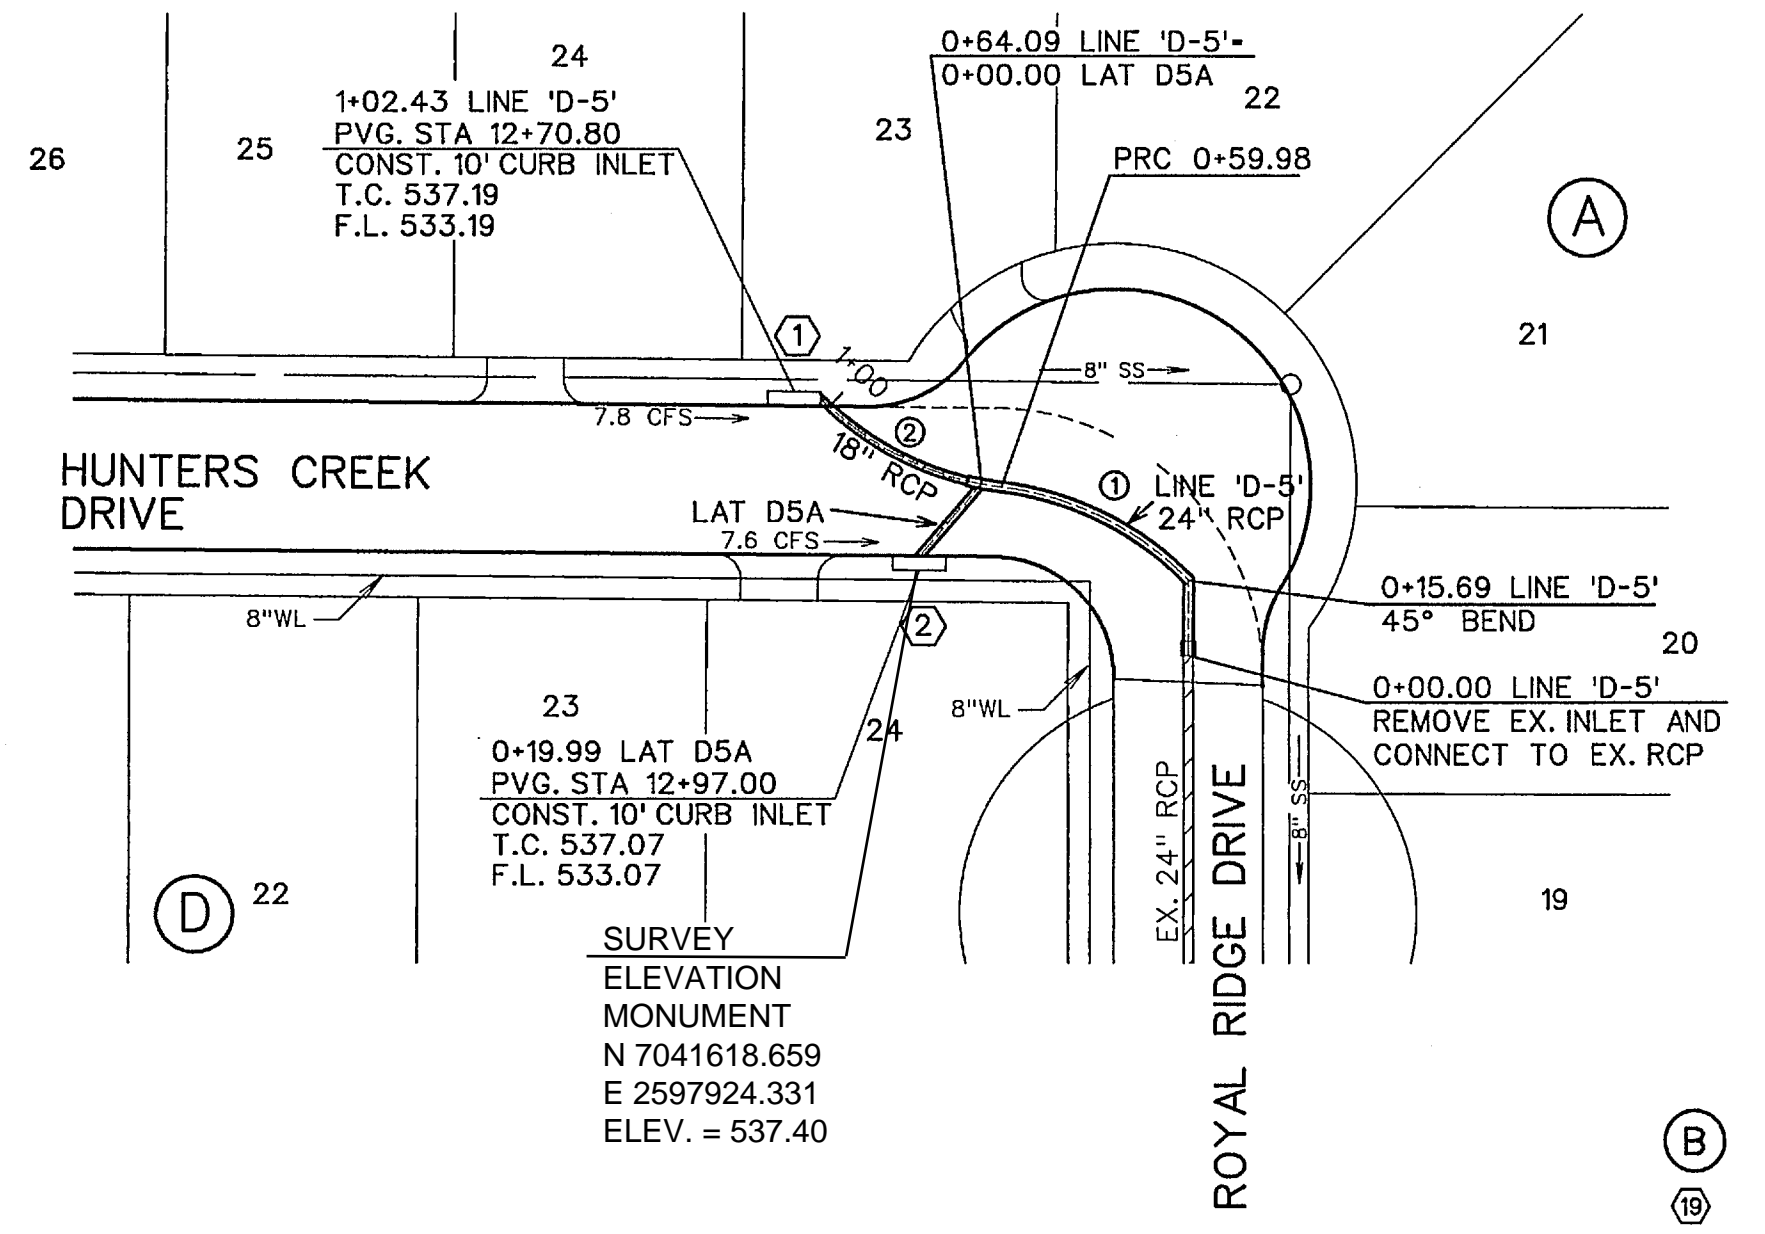 0+64.09 LINE 'D-5'=
0+00.00 LAT D5A
24
22
1+02.43 LINE 'D-5'
PVG. STA 12+70.80
CONST. 10' CURB INLET
T.C. 537.19
F.L. 533.19
26
25
23
PRC 0+59.98
A
21
1
1+00
8" SS
7.8 CFS
2
18" RCP
HUNTERS CREEK
DRIVE
1
LINE 'D-5'
24" RCP
LAT D5A
7.6 CFS
0+15.69 LINE 'D-5'
45° BEND
8"WL
2
20
0+00.00 LINE 'D-5'
REMOVE EX. INLET AND
CONNECT TO EX. RCP
8"WL
23
24
0+19.99 LAT D5A
PVG. STA 12+97.00
CONST. 10' CURB INLET
T.C. 537.07
F.L. 533.07
EX. 24" RCP
ROYAL RIDGE DRIVE
8" SS
D
22
19
SURVEY
ELEVATION
MONUMENT
N 7041618.659
E 2597924.331
ELEV. = 537.40
B
19